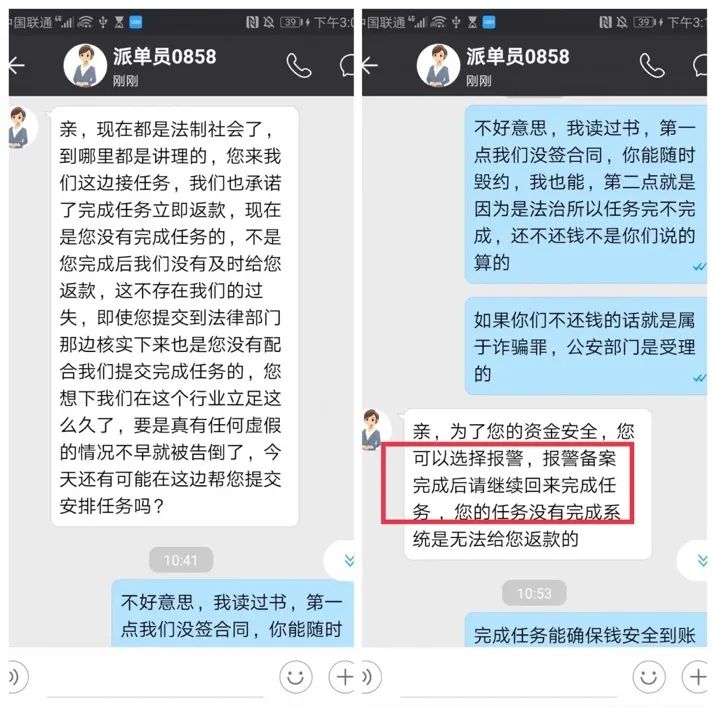 中国联通 4G 39 下午3:0
派单员0858
刚刚
亲，现在都是法制社会了，
到哪里都是讲理的，您来我
们这边接任务，我们也承诺
了完成任务立即返款，现在
是您没有完成任务的，不是
您完成后我们没有及时给您
返款，这不存在我们的过
失，即使您提交到法律部门
那边核实下来也是您没有配
合我们提交完成任务的，您
想下我们在这个行业立足这
么久了，要是真有任何虚假
的情况不早就被告倒了，今
天还有可能在这边帮您提交
安排任务吗？
10:41
不好意思，我读过书，第一
点我们没签合同，你能随时
中国联通 4G 39 下午3:1
派单员0858
刚刚
不好意思，我读过书，第一
点我们没签合同，你能随时
毁约，我也能，第二点就是
因为是法治所以任务完不完
成，还不还钱不是你们说的
算的
如果你们不还钱的话就是属
于诈骗罪，公安部门是受理
的
亲，为了您的资金安全，您
可以选择报警，报警备案
完成后请继续回来完成任
务 ，您的任务没有完成系
统是无法给您返款的
10:53
完成任务能确保钱安全到账